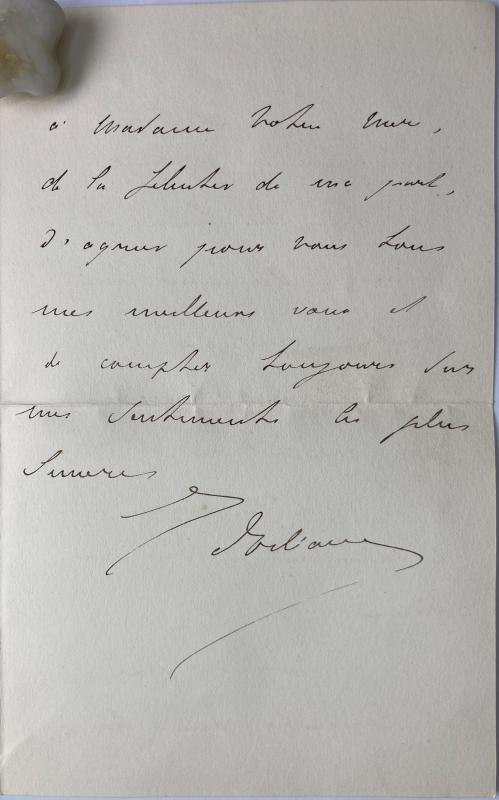 à Madame Votre Mère,
de la féliciter de ma part,
d'agréer pour vous tous
mes meilleurs vœux et
de compter toujours sur
mes sentiments les plus
sincères
d'Orléans